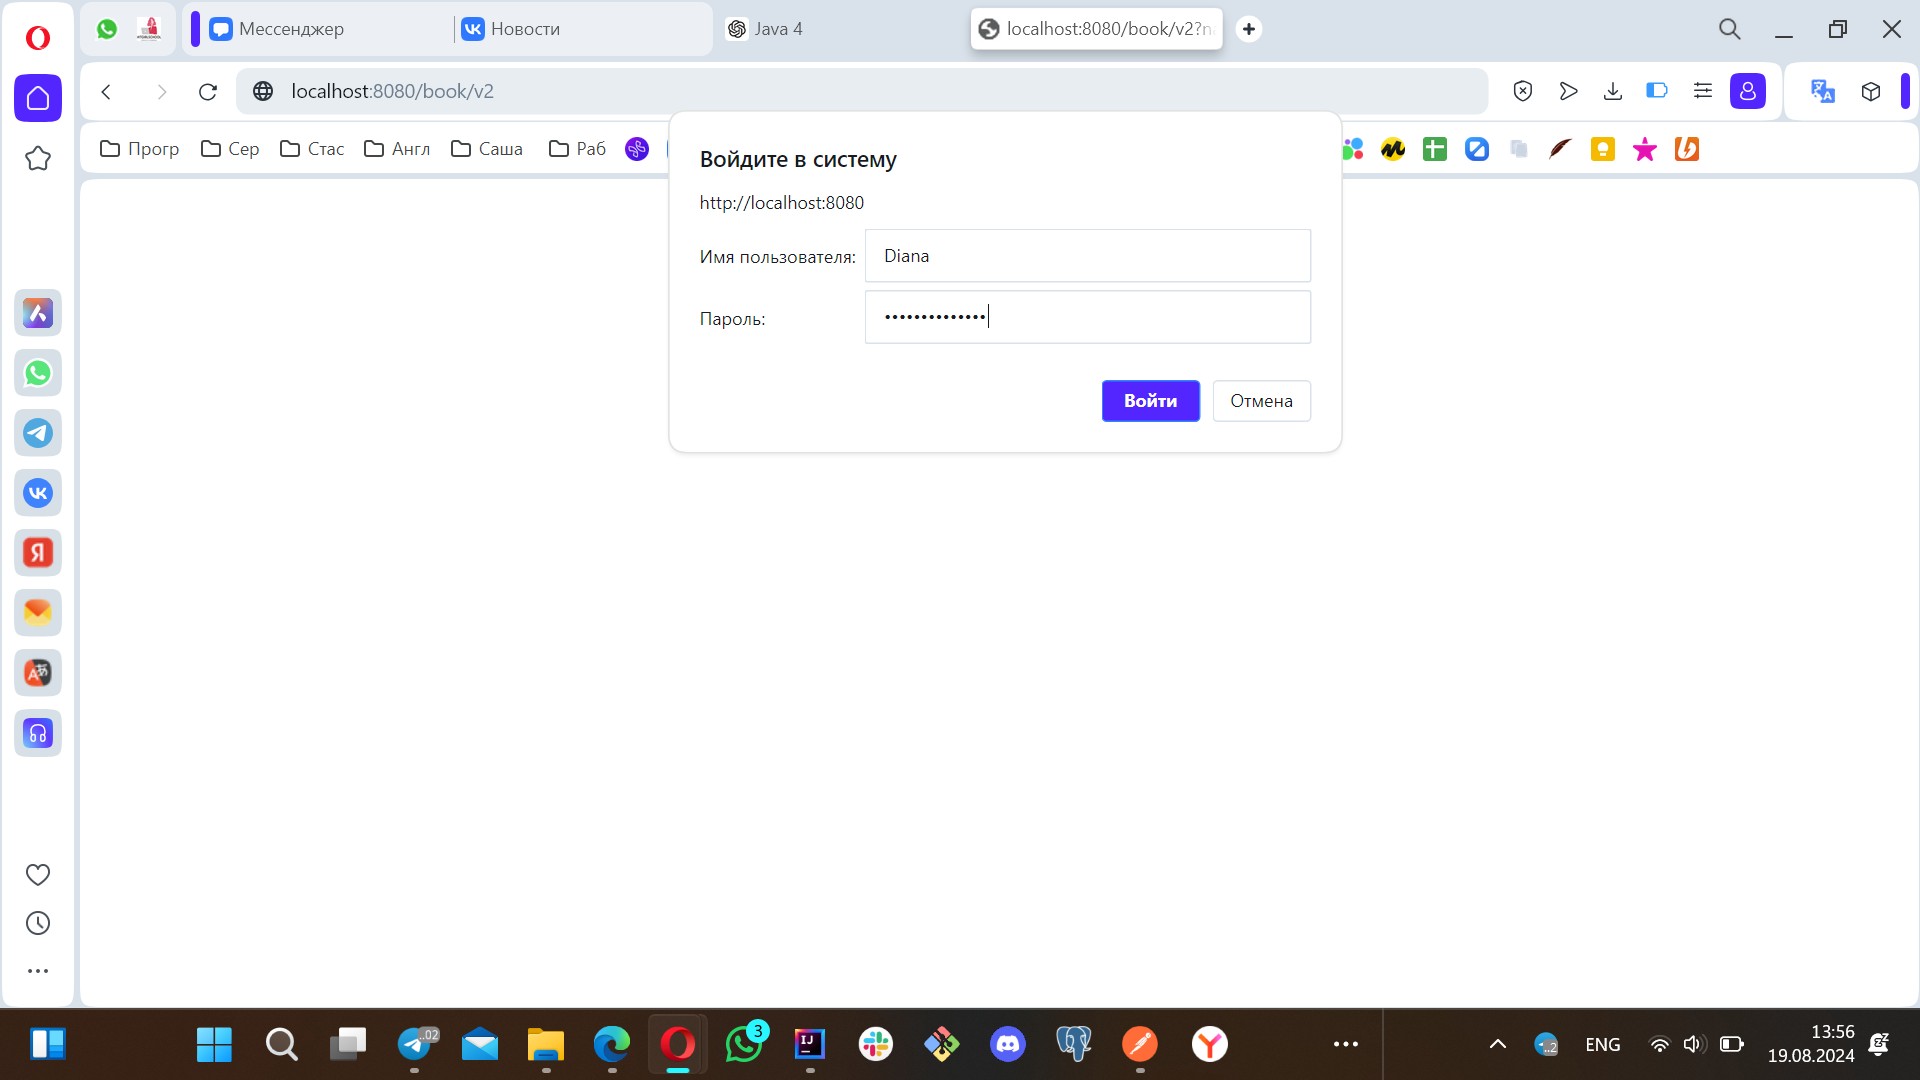 Мессенджер
Новости
Java 4
localhost:8080/book/v2?n
localhost:8080/book/v2
Прогр
Сер
Стас
Англ
Саша
Раб
Войдите в систему
http://localhost:8080
Имя пользователя: Diana
Пароль: ••••••••••••••
Войти
Отмена
..02
3
..2
ENG
13:56
19.08.2024